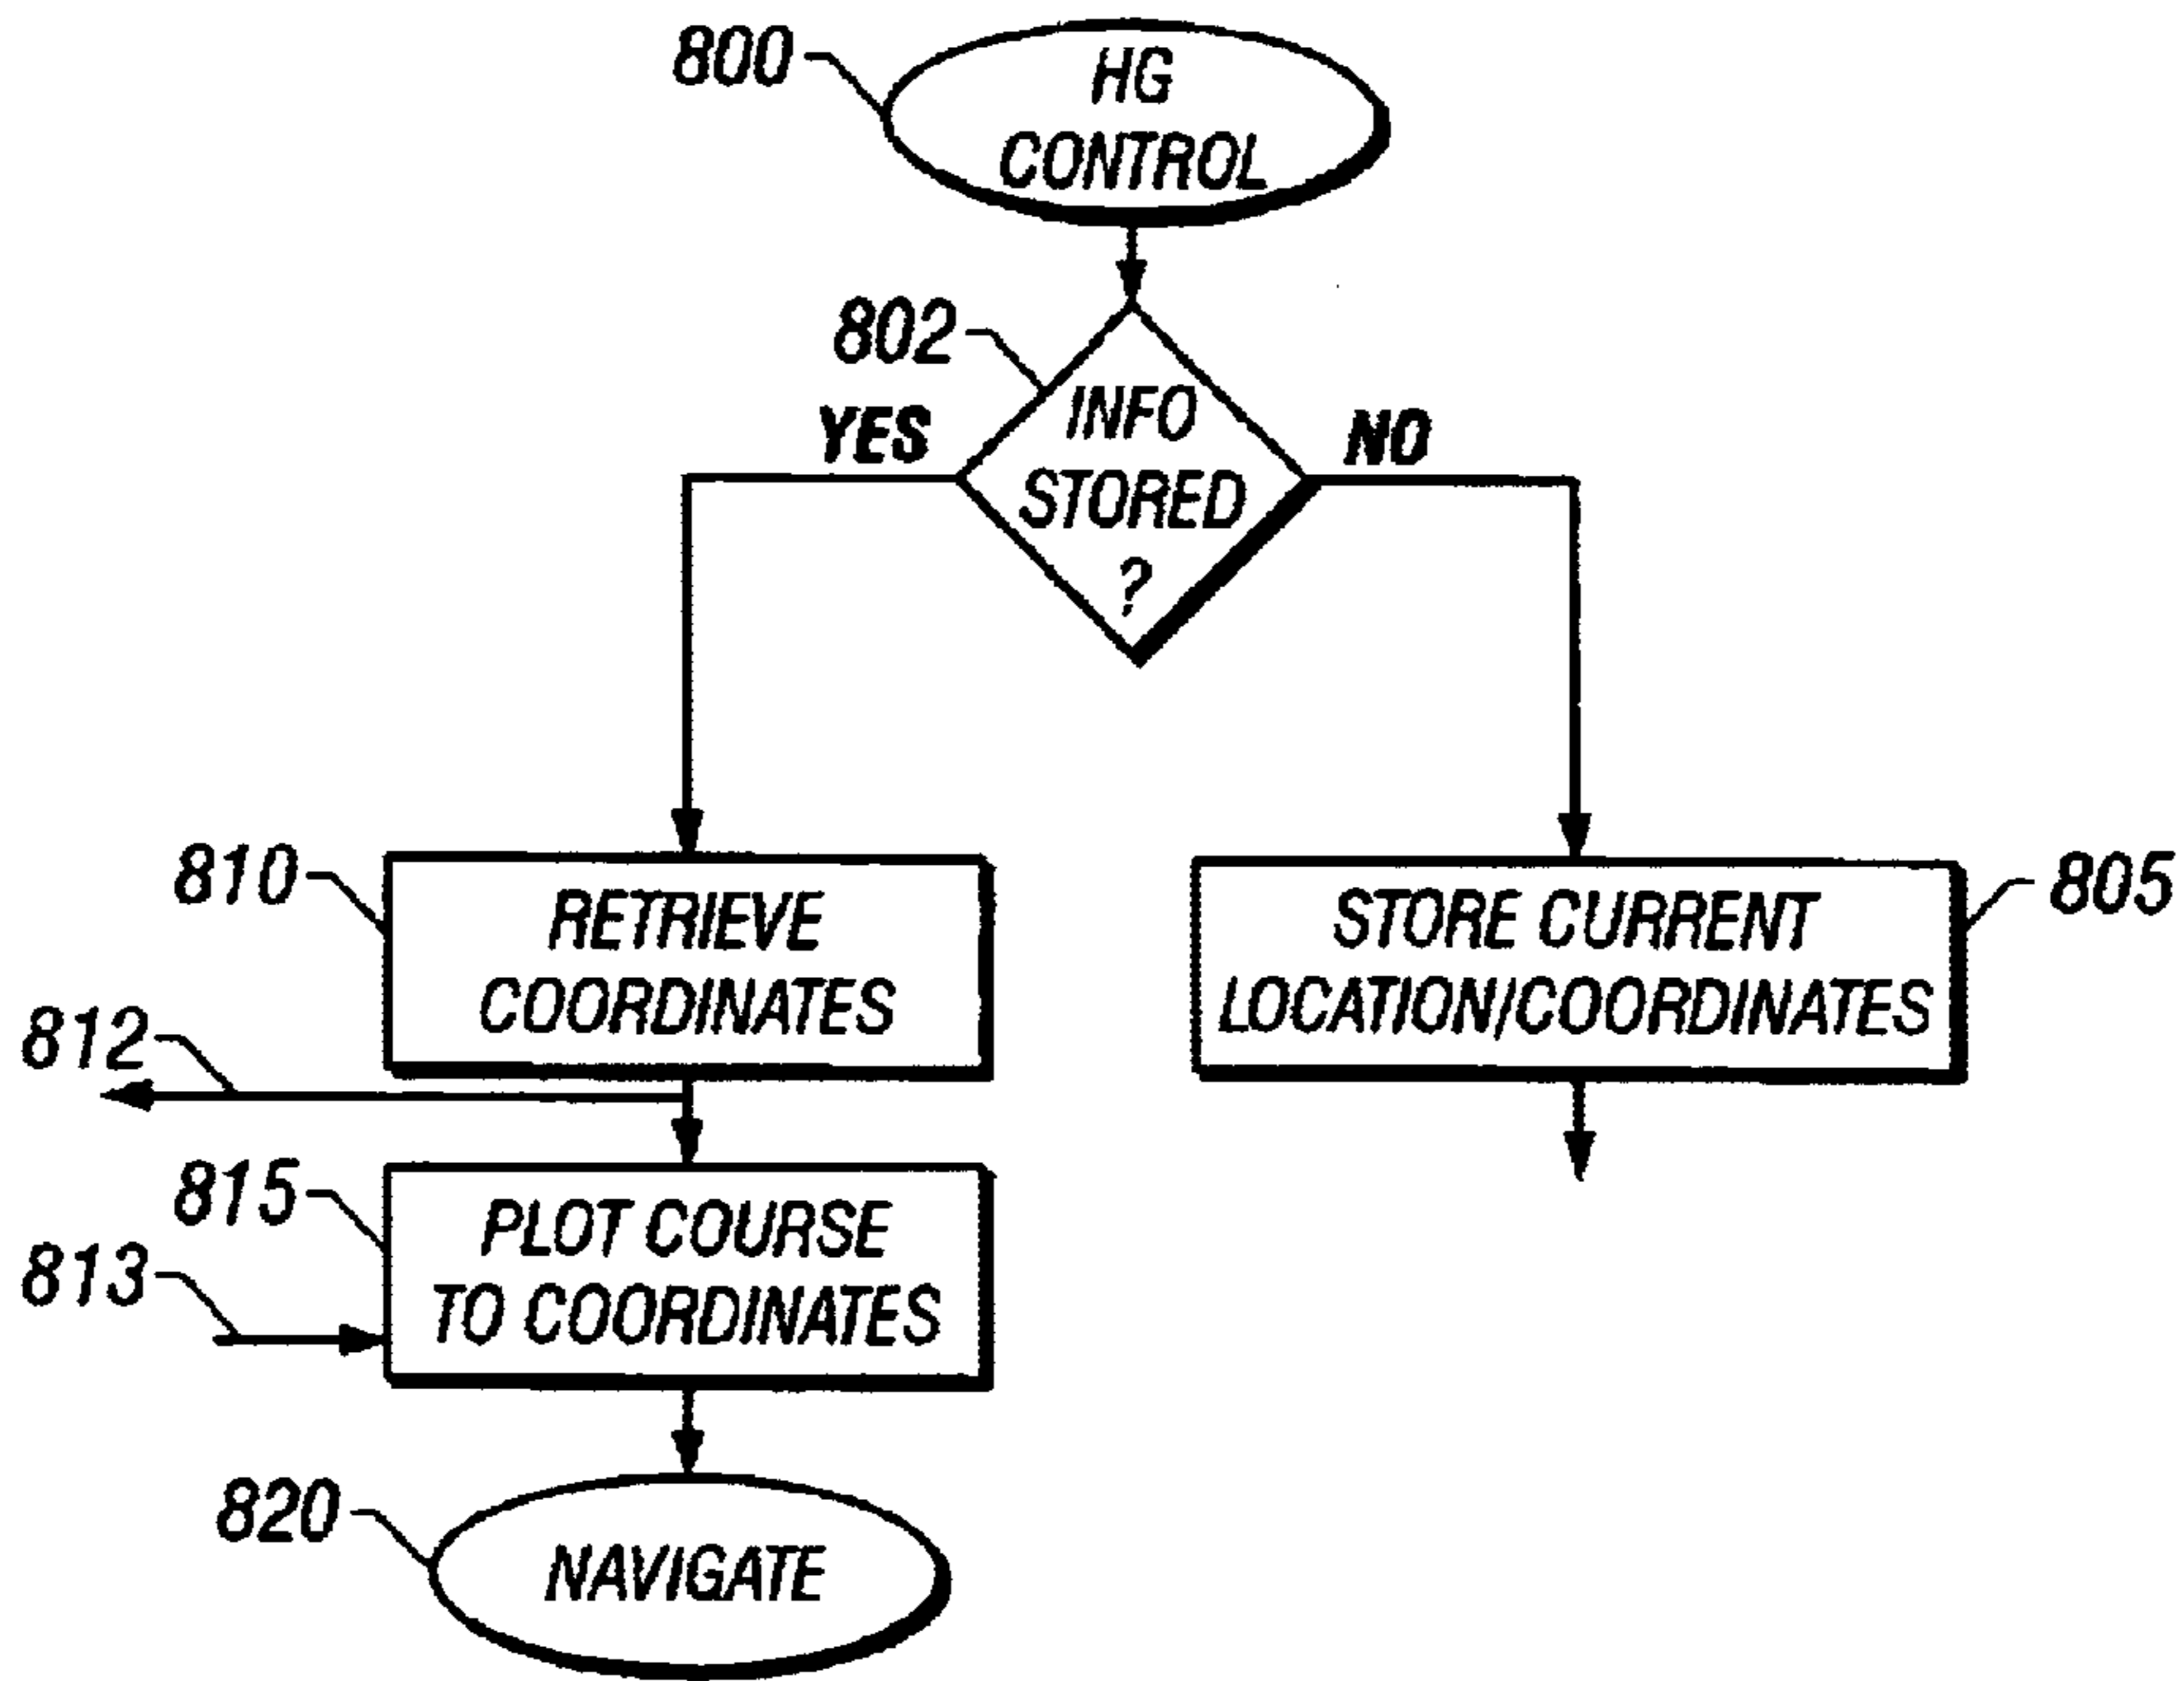 800
HG
CONTROL
802
YES
INFO
STORED
?
NO
810
RETRIEVE
COORDINATES
STORE CURRENT
LOCATION/COORDINATES
805
812
815
PLOT COURSE
TO COORDINATES
813
820
NAVIGATE